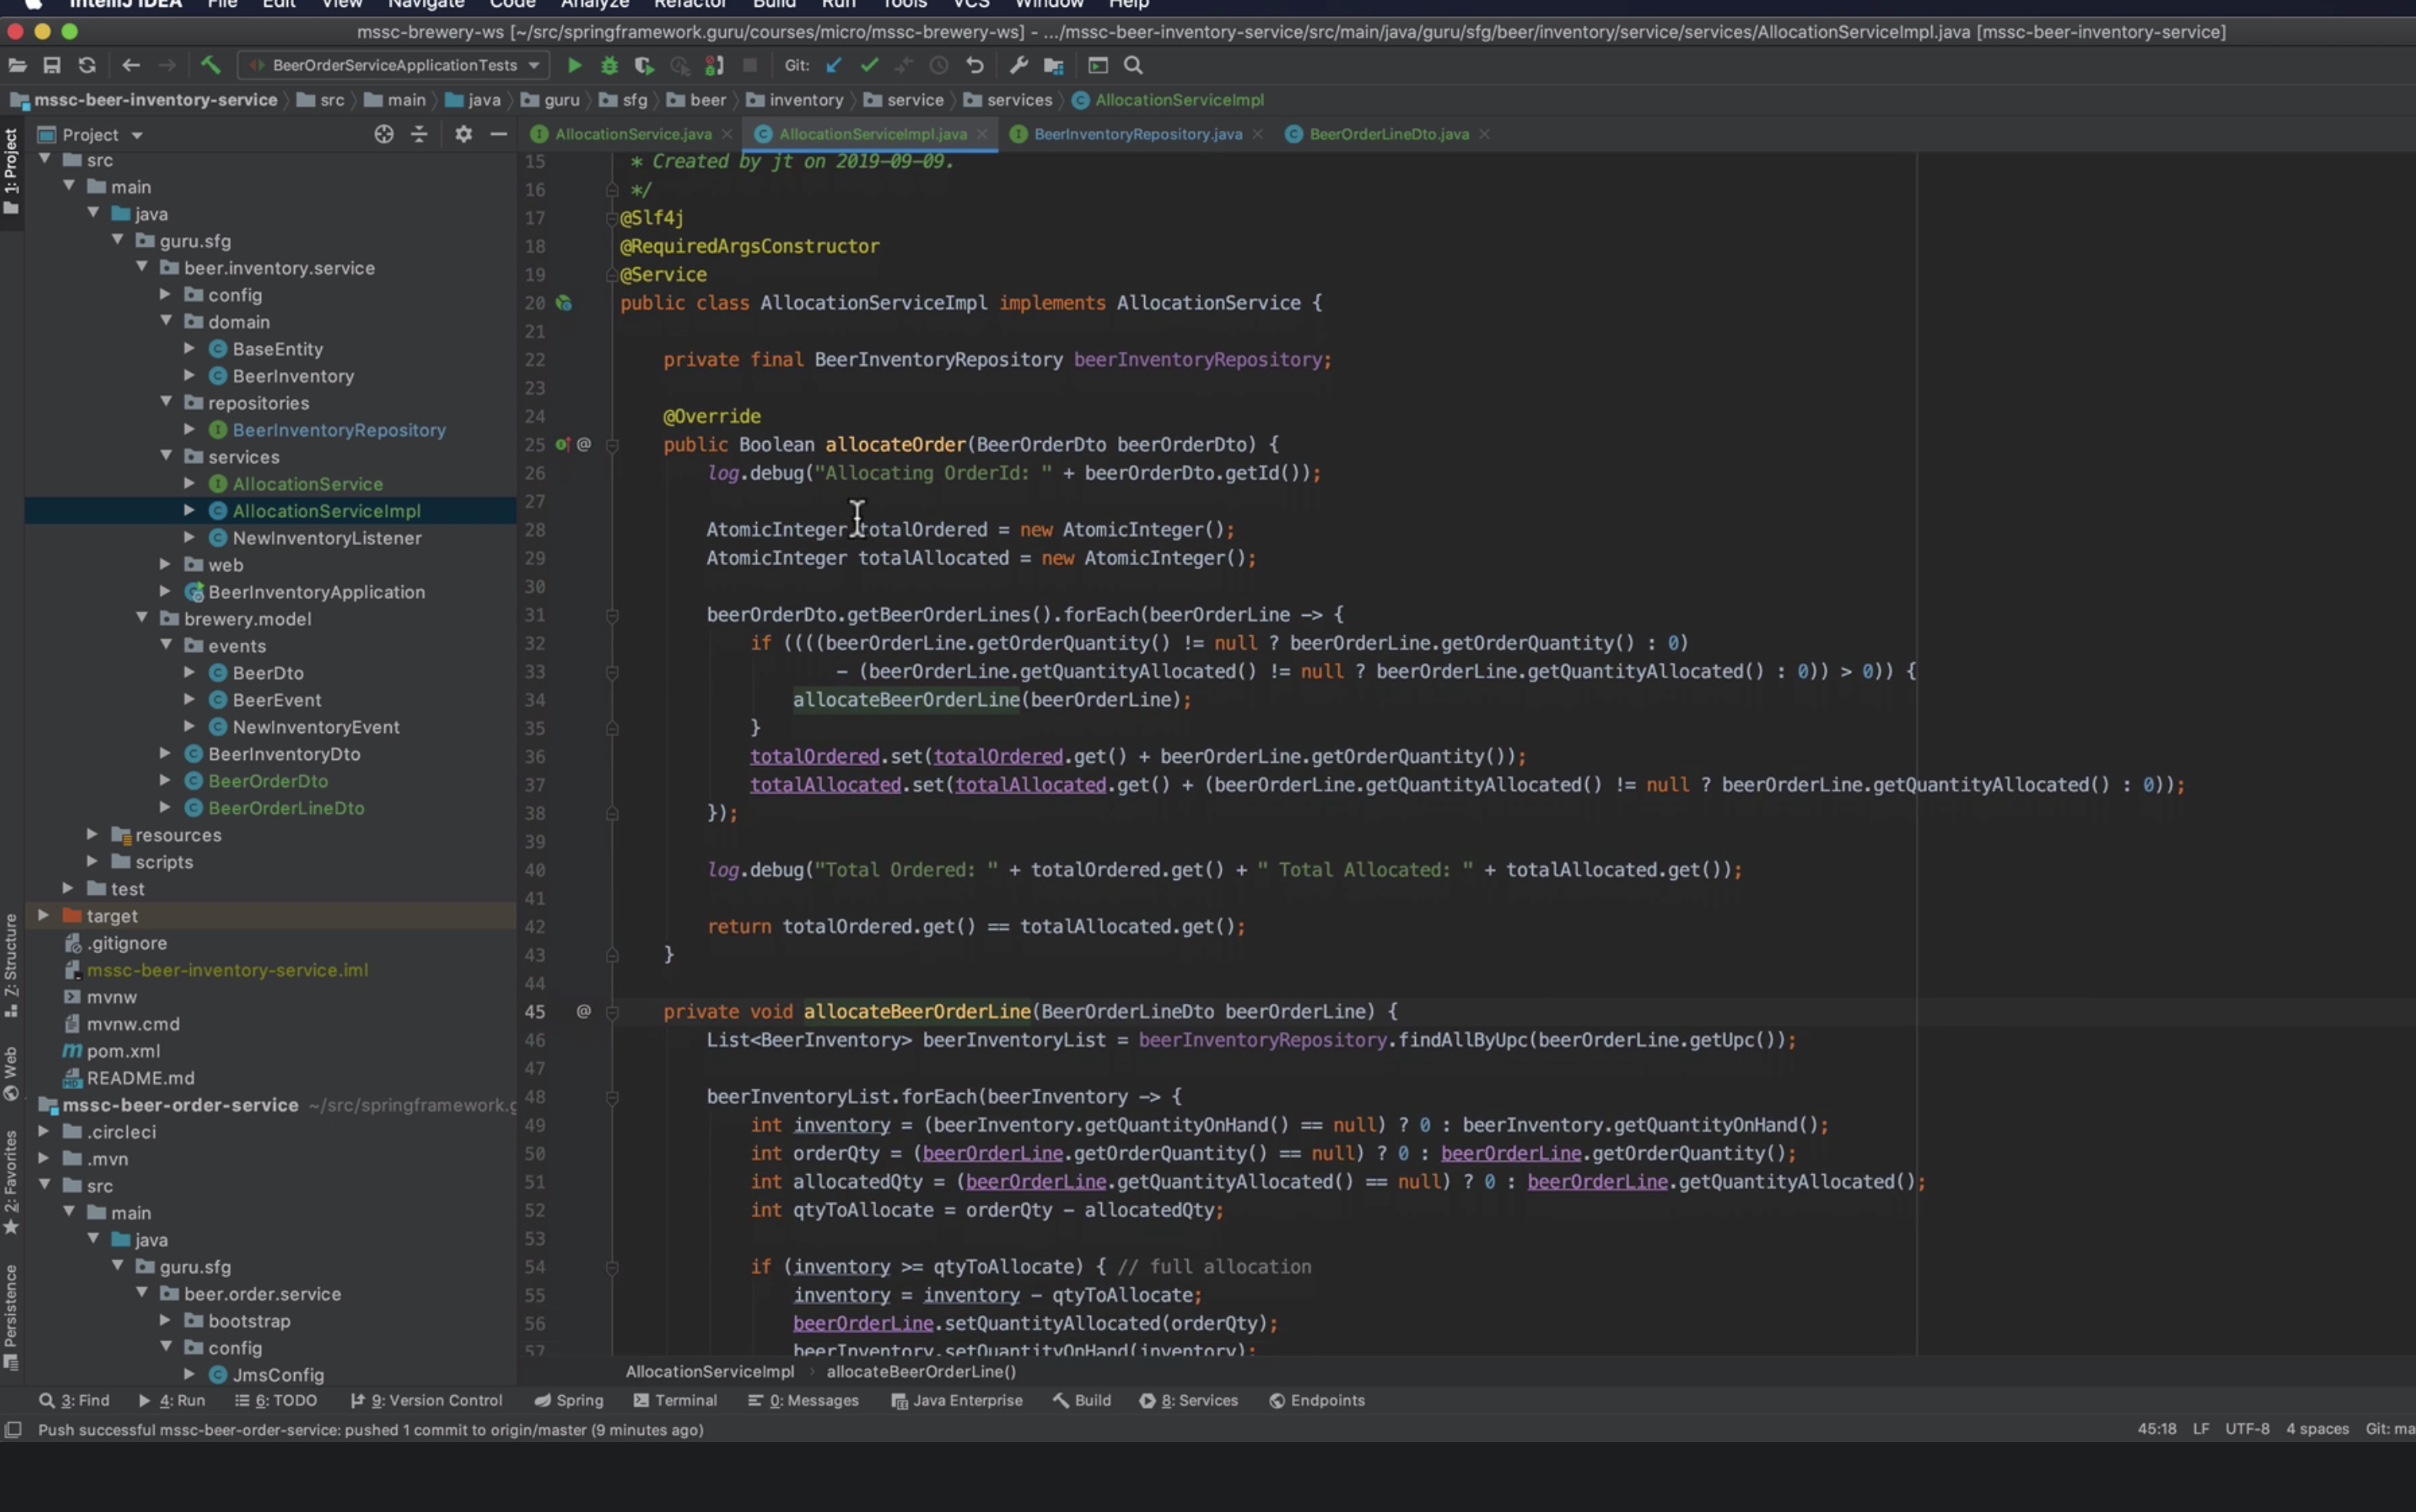 IntelliJ IDEA File Edit View Navigate Code Analyze Refactor Build Run Tools VCS Window Help
mssc-brewery-ws [~/src/springframework.guru/courses/micro/mssc-brewery-ws] - .../mssc-beer-inventory-service/src/main/java/guru/sfg/beer/inventory/service/services/AllocationServiceImpl.java [mssc-beer-inventory-service]
BeerOrderServiceApplicationTests Git:
mssc-beer-inventory-service src main java guru sfg beer inventory service services AllocationServiceImpl
1: Project
Z: Structure
Web
2: Favorites
Persistence
Project
src
main
java
guru.sfg
beer.inventory.service
config
domain
BaseEntity
BeerInventory
repositories
BeerInventoryRepository
services
AllocationService
AllocationServiceImpl
NewInventoryListener
web
BeerInventoryApplication
brewery.model
events
BeerDto
BeerEvent
NewInventoryEvent
BeerInventoryDto
BeerOrderDto
BeerOrderLineDto
resources
scripts
test
target
.gitignore
mssc-beer-inventory-service.iml
mvnw
mvnw.cmd
pom.xml
README.md
mssc-beer-order-service ~/src/springframework.g
.circleci
.mvn
src
main
java
guru.sfg
beer.order.service
bootstrap
config
JmsConfig
AllocationService.java AllocationServiceImpl.java BeerInventoryRepository.java BeerOrderLineDto.java
15 * Created by jt on 2019-09-09.
16 */
17 @Slf4j
18 @RequiredArgsConstructor
19 @Service
20 public class AllocationServiceImpl implements AllocationService {
21
22 private final BeerInventoryRepository beerInventoryRepository;
23
24 @Override
25 @ public Boolean allocateOrder(BeerOrderDto beerOrderDto) {
26 log.debug("Allocating OrderId: " + beerOrderDto.getId());
27
28 AtomicInteger totalOrdered = new AtomicInteger();
29 AtomicInteger totalAllocated = new AtomicInteger();
30
31 beerOrderDto.getBeerOrderLines().forEach(beerOrderLine -> {
32 if ((((beerOrderLine.getOrderQuantity() != null ? beerOrderLine.getOrderQuantity() : 0)
33 - (beerOrderLine.getQuantityAllocated() != null ? beerOrderLine.getQuantityAllocated() : 0)) > 0)) {
34 allocateBeerOrderLine(beerOrderLine);
35 }
36 totalOrdered.set(totalOrdered.get() + beerOrderLine.getOrderQuantity());
37 totalAllocated.set(totalAllocated.get() + (beerOrderLine.getQuantityAllocated() != null ? beerOrderLine.getQuantityAllocated() : 0));
38 });
39
40 log.debug("Total Ordered: " + totalOrdered.get() + " Total Allocated: " + totalAllocated.get());
41
42 return totalOrdered.get() == totalAllocated.get();
43 }
44
45 @ private void allocateBeerOrderLine(BeerOrderLineDto beerOrderLine) {
46 List<BeerInventory> beerInventoryList = beerInventoryRepository.findAllByUpc(beerOrderLine.getUpc());
47
48 beerInventoryList.forEach(beerInventory -> {
49 int inventory = (beerInventory.getQuantityOnHand() == null) ? 0 : beerInventory.getQuantityOnHand();
50 int orderQty = (beerOrderLine.getOrderQuantity() == null) ? 0 : beerOrderLine.getOrderQuantity();
51 int allocatedQty = (beerOrderLine.getQuantityAllocated() == null) ? 0 : beerOrderLine.getQuantityAllocated();
52 int qtyToAllocate = orderQty - allocatedQty;
53
54 if (inventory >= qtyToAllocate) { // full allocation
55 inventory = inventory - qtyToAllocate;
56 beerOrderLine.setQuantityAllocated(orderQty);
57 beerInventory.setQuantityOnHand(inventory);
AllocationServiceImpl allocateBeerOrderLine()
3: Find 4: Run 6: TODO 9: Version Control Spring Terminal 0: Messages Java Enterprise Build 8: Services Endpoints
Push successful mssc-beer-order-service: pushed 1 commit to origin/master (9 minutes ago) 45:18 LF UTF-8 4 spaces Git: ma